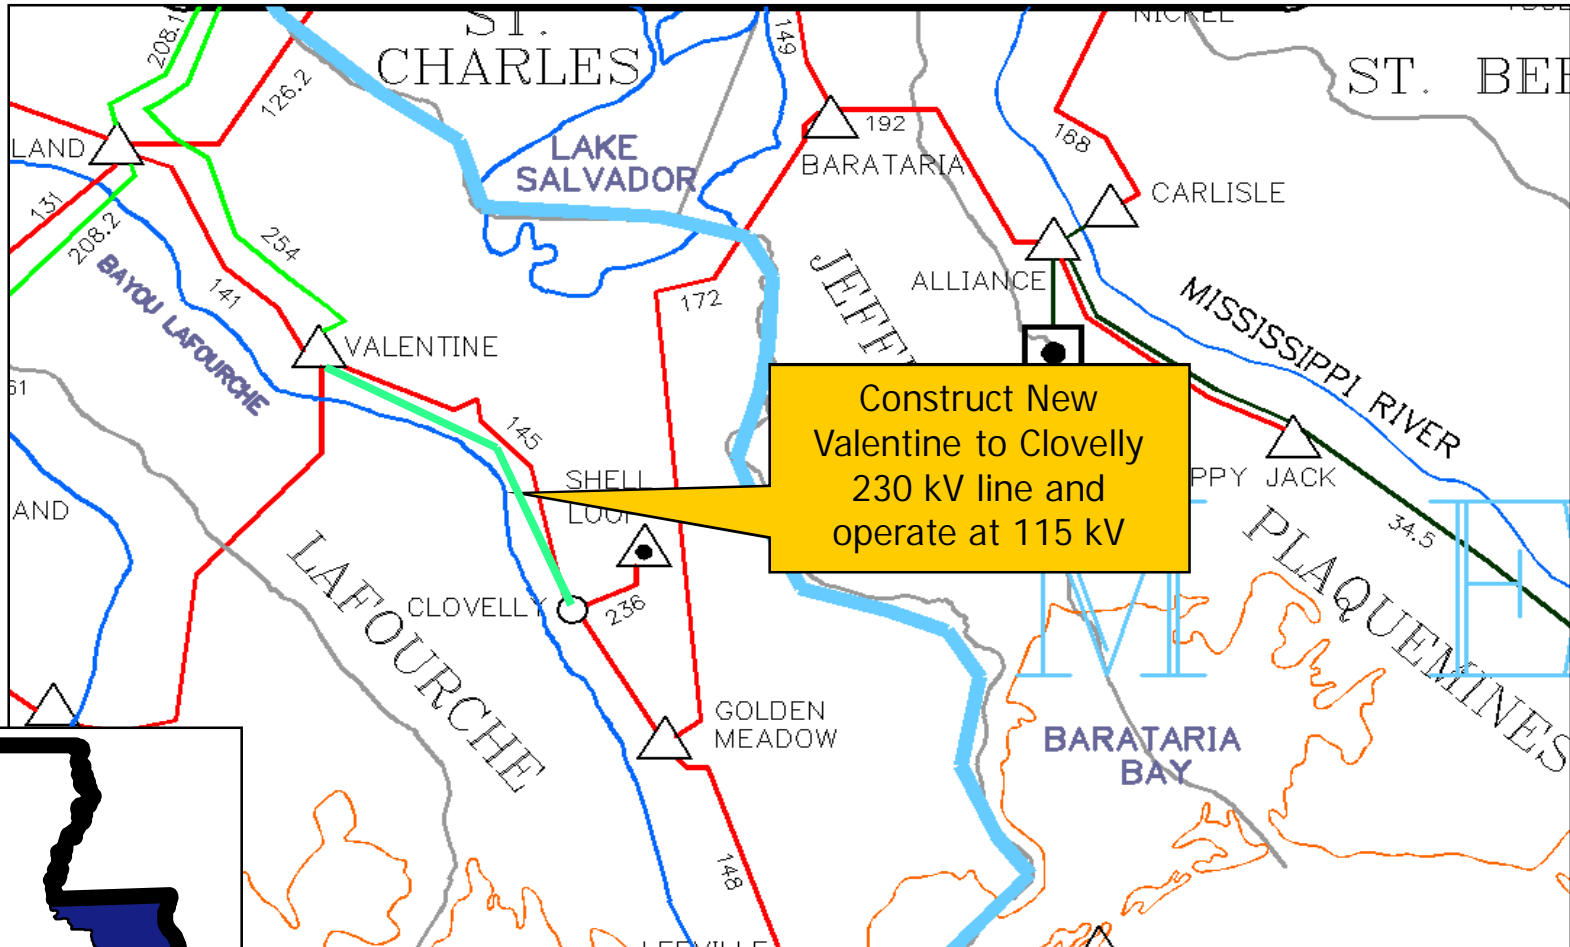 ST.
CHARLES
NICKEL
ST. BE
208.1
126.2
149
192
168
LAND
LAKE
SALVADOR
BARATARIA
CARLISLE
131
208.2
254
141
BAYOU LAFOURCHE
172
JEFF
ALLIANCE
MISSISSIPPI RIVER
VALENTINE
61
145
Construct New
Valentine to Clovelly
230 kV line and
operate at 115 kV
SHELL
LOOP
PPY JACK
AND
34.5
PLAQUEMINES
LAFOURCHE
CLOVELLY
236
M
GOLDEN
MEADOW
BARATARIA
BAY
148
LEEVILLE